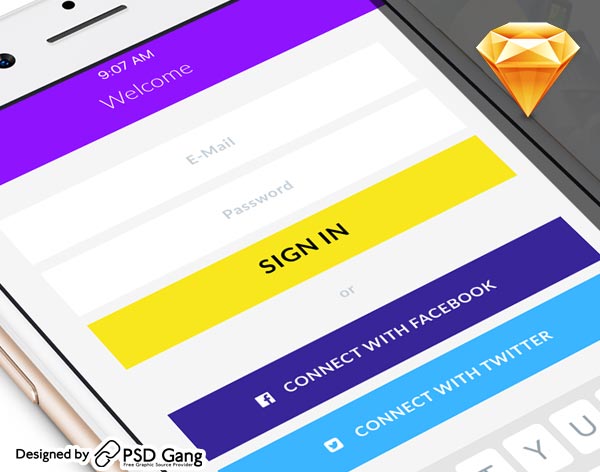 9:07 AM
Welcome
E-Mail
Password
SIGN IN
or
CONNECT WITH FACEBOOK
CONNECT WITH TWITTER
T Y U
Designed by PSD Gang
Free Graphic Source Provider